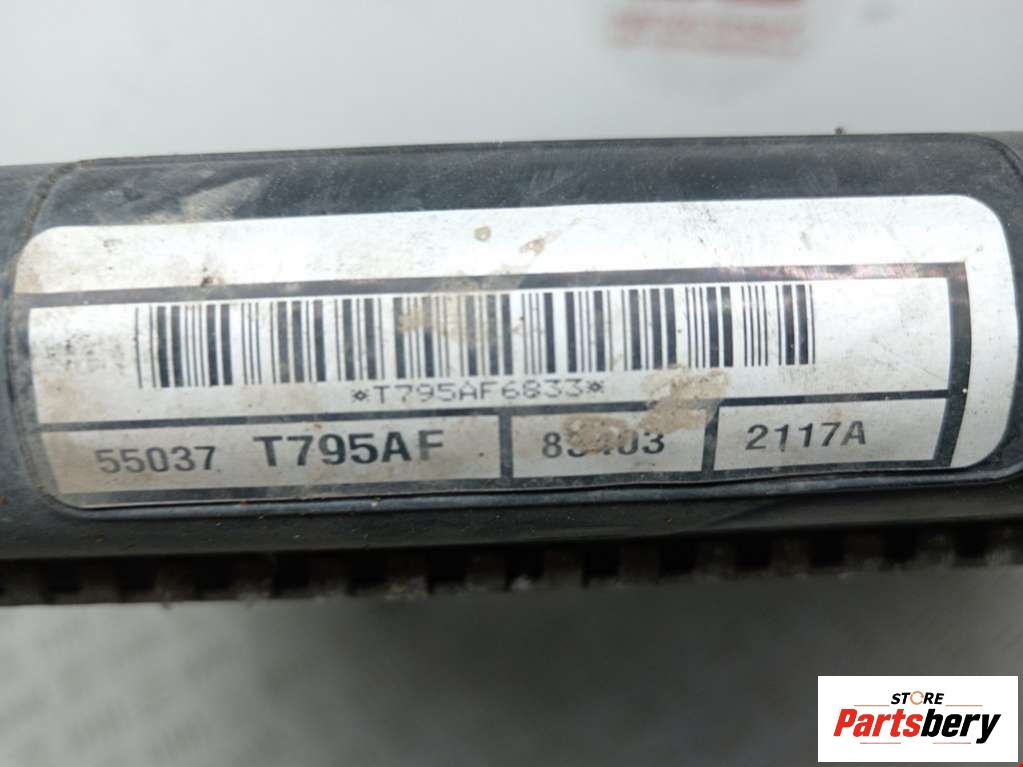 *T795AF6833*
55037 T795AF 2117A
STORE
Partsbery